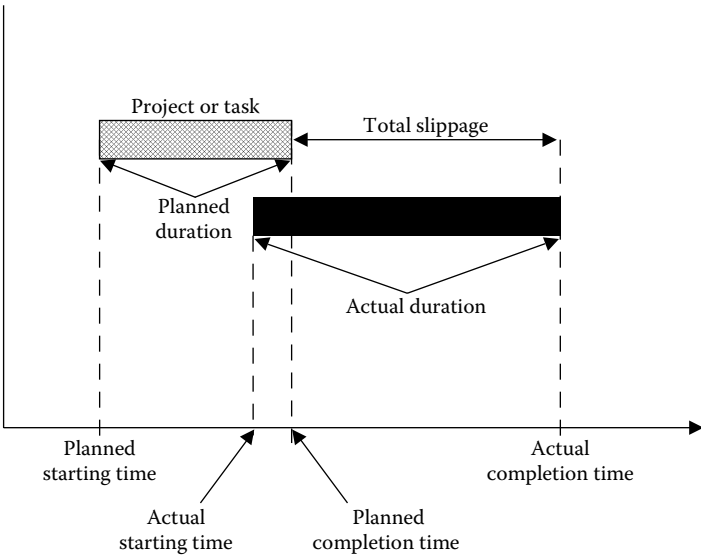 Project or task
Total slippage
Planned
duration
Actual duration
Planned
starting time
Actual
completion time
Actual
starting time
Planned
completion time